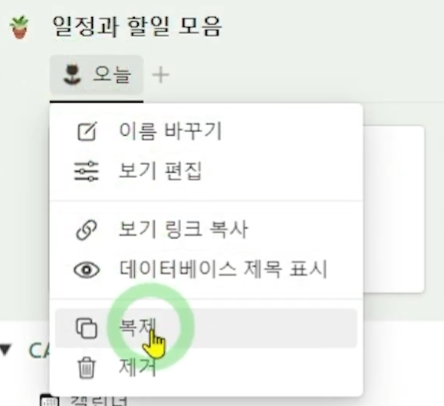 일정과 할일 모음
오늘 +
이름 바꾸기
보기 편집
보기 링크 복사
데이터베이스 제목 표시
복제
제거
CA